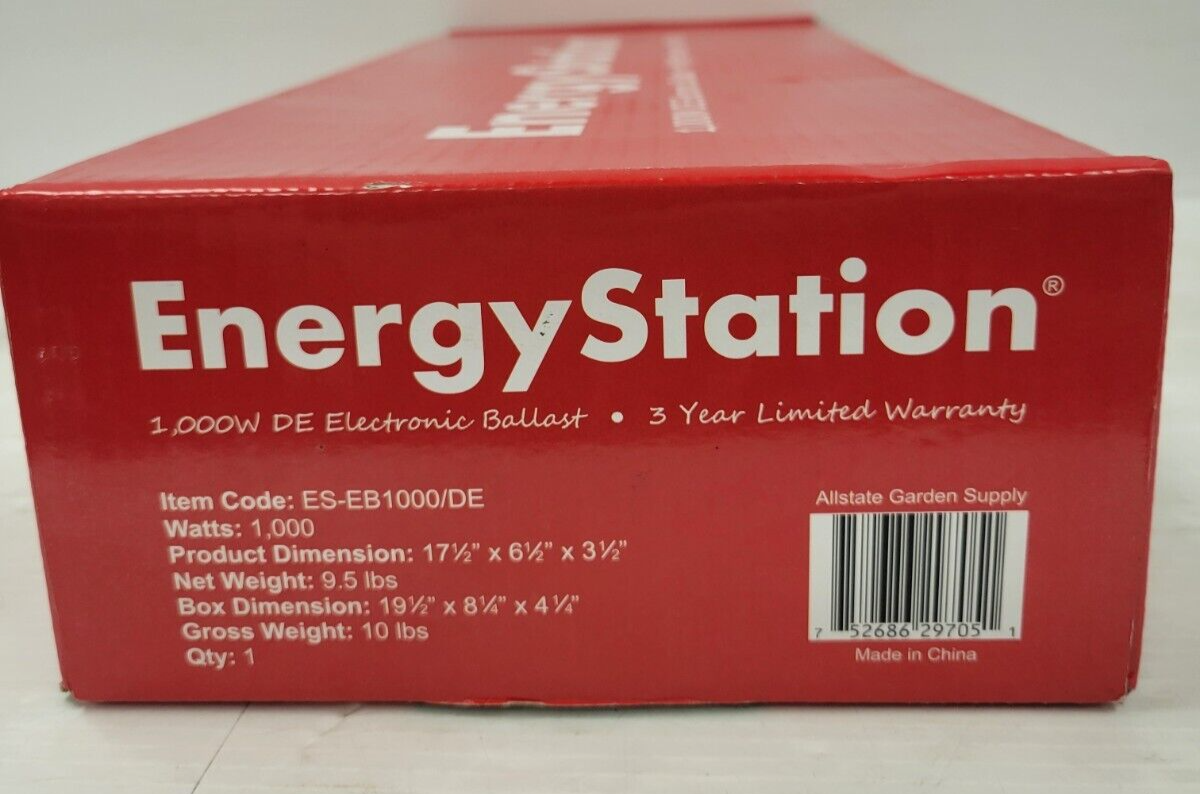 EnergyStation
EnergyStation®
1,000W DE Electronic Ballast • 3 Year Limited Warranty
Item Code: ES-EB1000/DE
Watts: 1,000
Product Dimension: 17½" x 6½" x 3½"
Net Weight: 9.5 lbs
Box Dimension: 19½" x 8¼" x 4¼"
Gross Weight: 10 lbs
Qty: 1
Allstate Garden Supply
7 52686 29705 1
Made in China